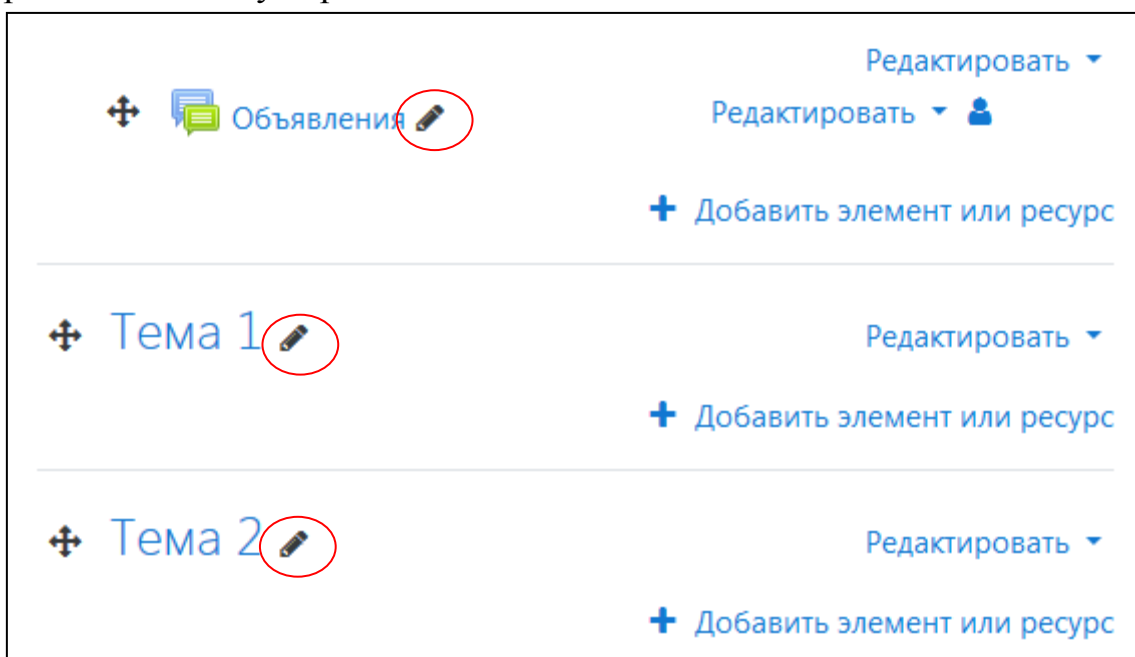 Редактировать
Объявления Редактировать
Добавить элемент или ресурс
Тема 1 Редактировать
Добавить элемент или ресурс
Тема 2 Редактировать
Добавить элемент или ресурс